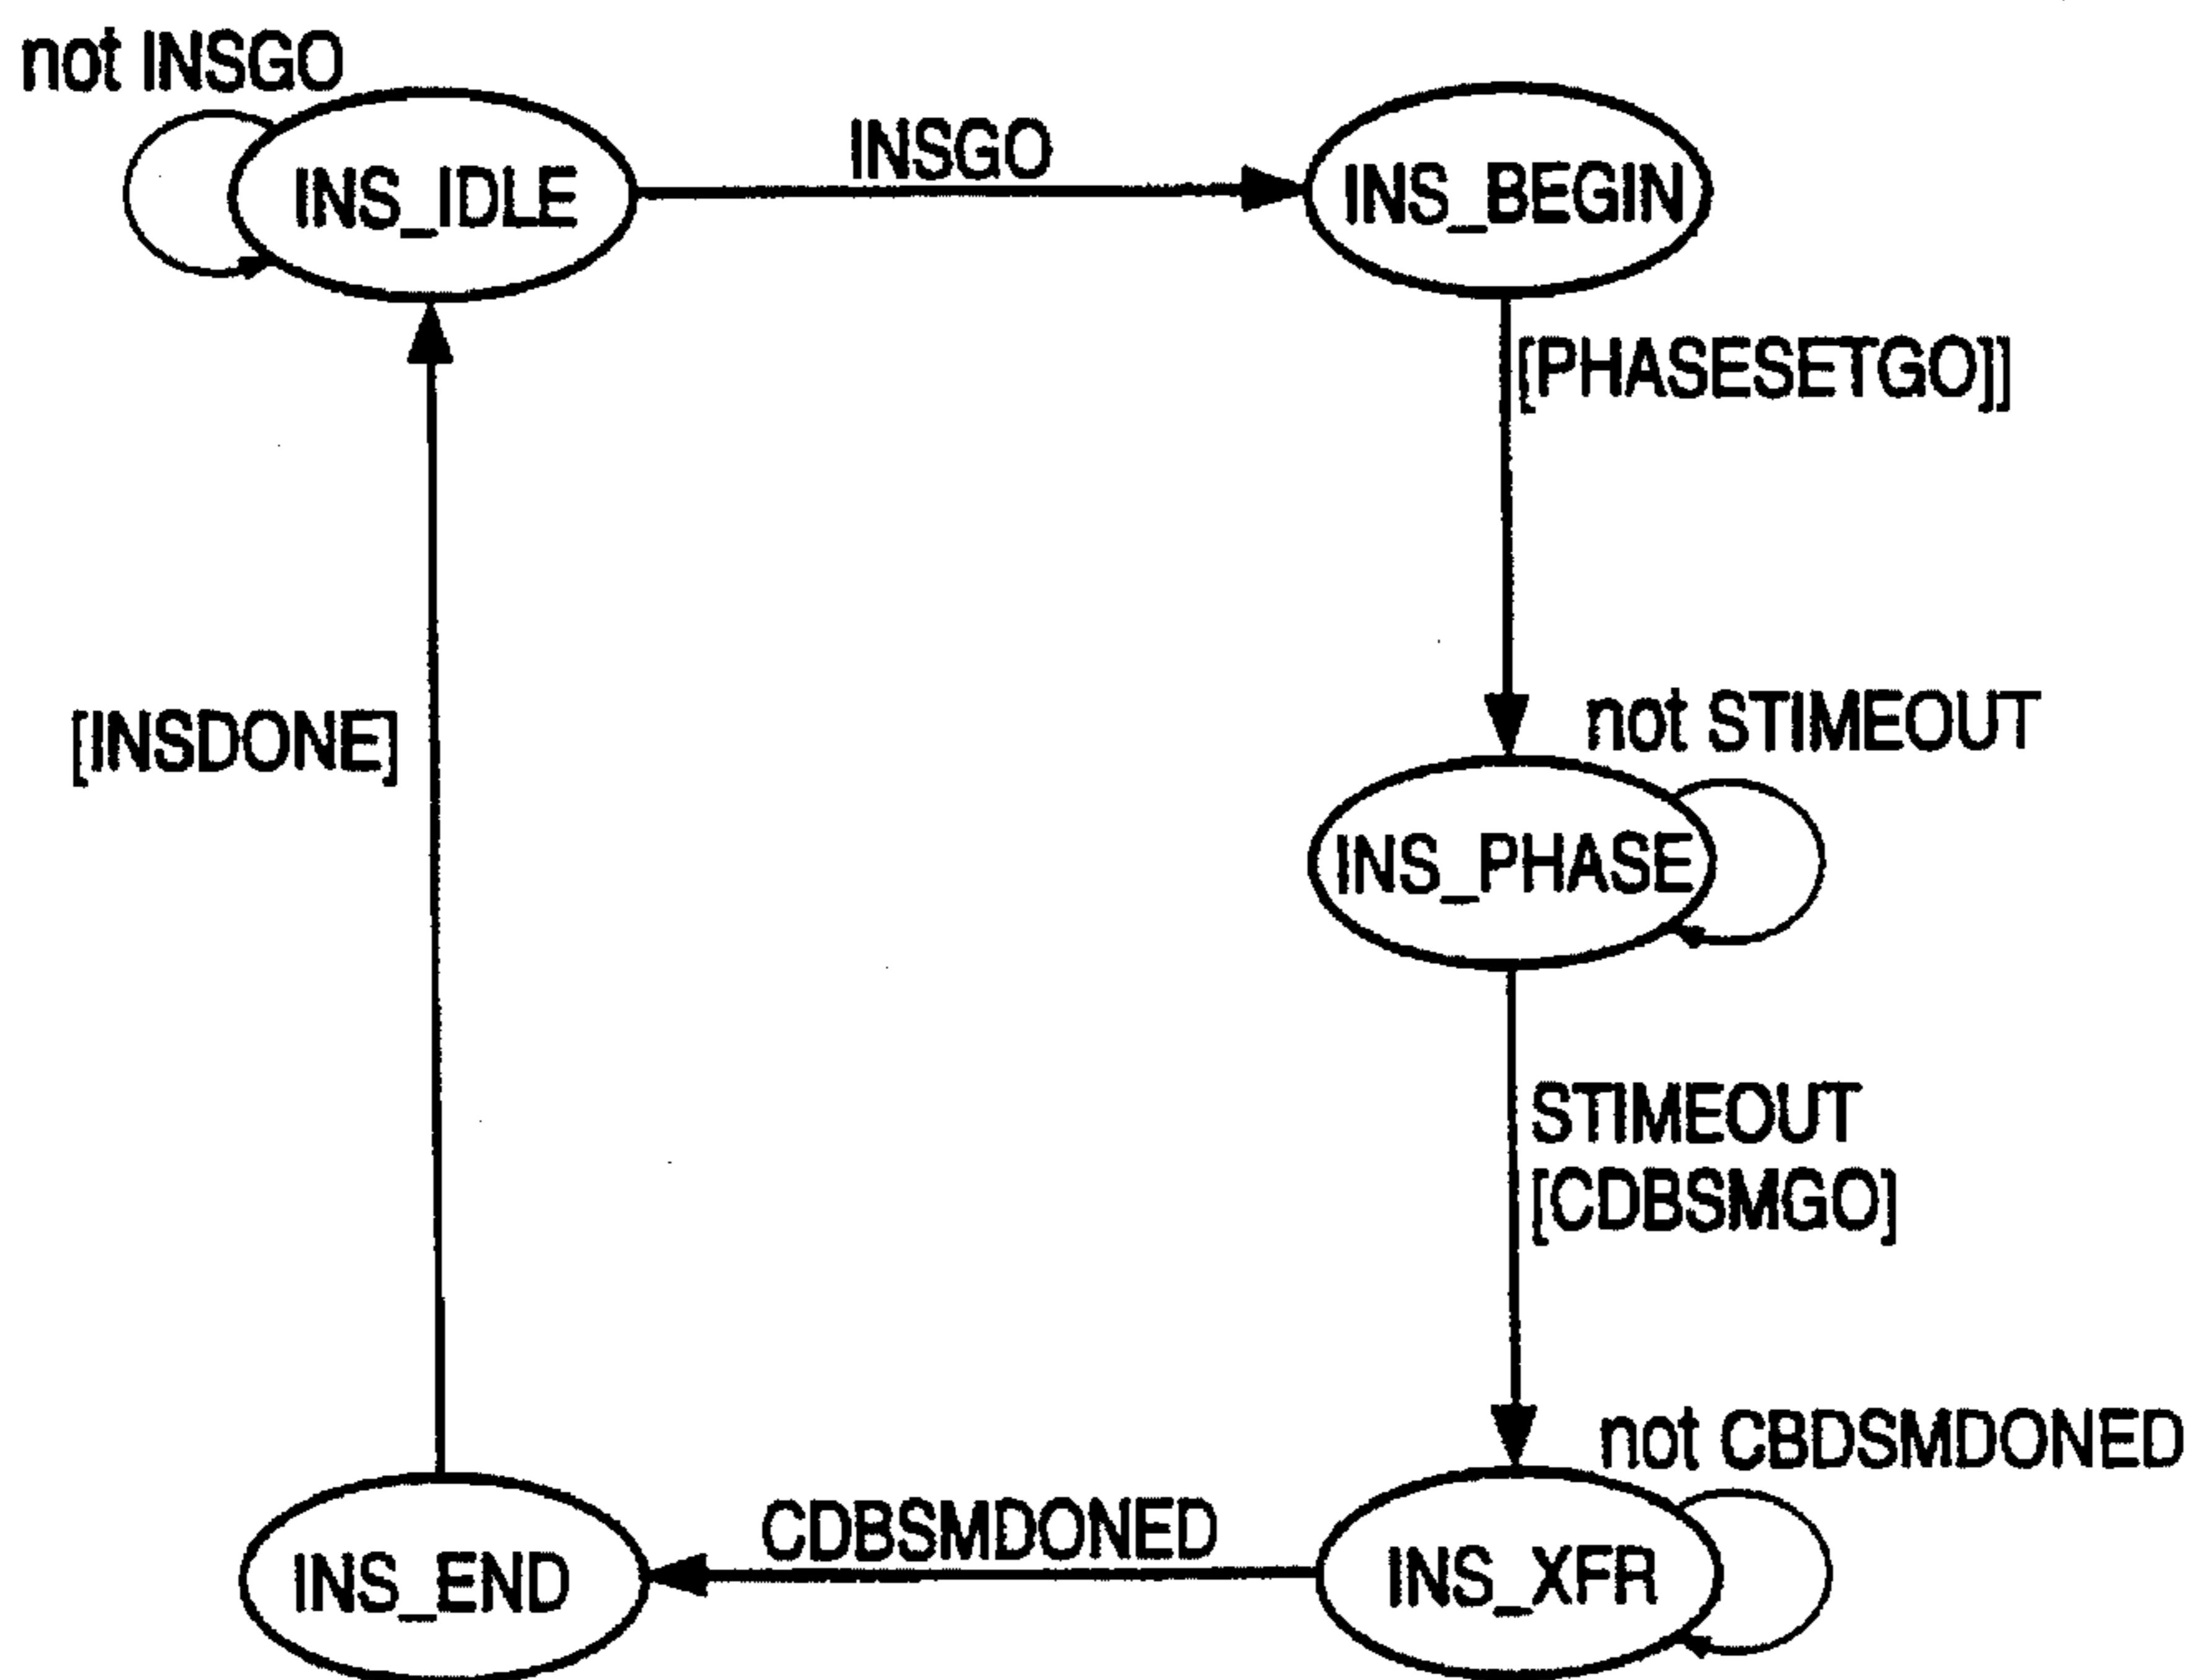 not INSGO
INS_IDLE
INSGO
INS_BEGIN
[PHASESETGO]]
[INSDONE]
not STIMEOUT
INS_PHASE
STIMEOUT
[CDBSMGO]
not CBDSMDONED
CDBSMDONED
INS_END
INS_XFR